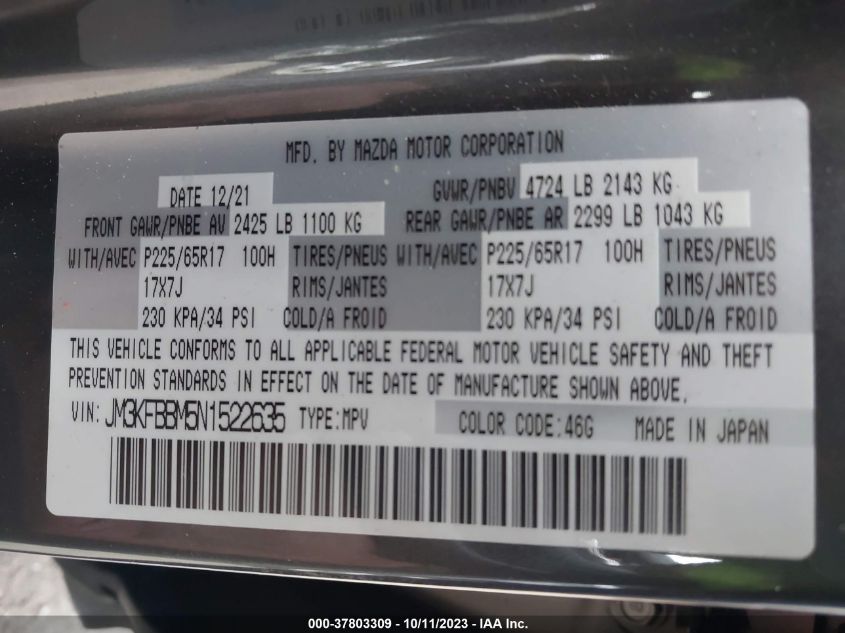 MFD. BY MAZDA MOTOR CORPORATION
DATE 12/21 GVWR/PNBV 4724 LB 2143 KG
FRONT GAWR/PNBE AV 2425 LB 1100 KG REAR GAWR/PNBE AR 2299 LB 1043 KG
WITH/AVEC P225/65R17 100H TIRES/PNEUS WITH/AVEC P225/65R17 100H TIRES/PNEUS
17X7J RIMS/JANTES 17X7J RIMS/JANTES
230 KPA/34 PSI COLD/A FROID 230 KPA/34 PSI COLD/A FROID
THIS VEHICLE CONFORMS TO ALL APPLICABLE FEDERAL MOTOR VEHICLE SAFETY AND THEFT
PREVENTION STANDARDS IN EFFECT ON THE DATE OF MANUFACTURE SHOWN ABOVE.
VIN: JM3KFBBM5N1522635 TYPE:MPV COLOR CODE:46G MADE IN JAPAN
000-37803309 - 10/11/2023 - IAA Inc.